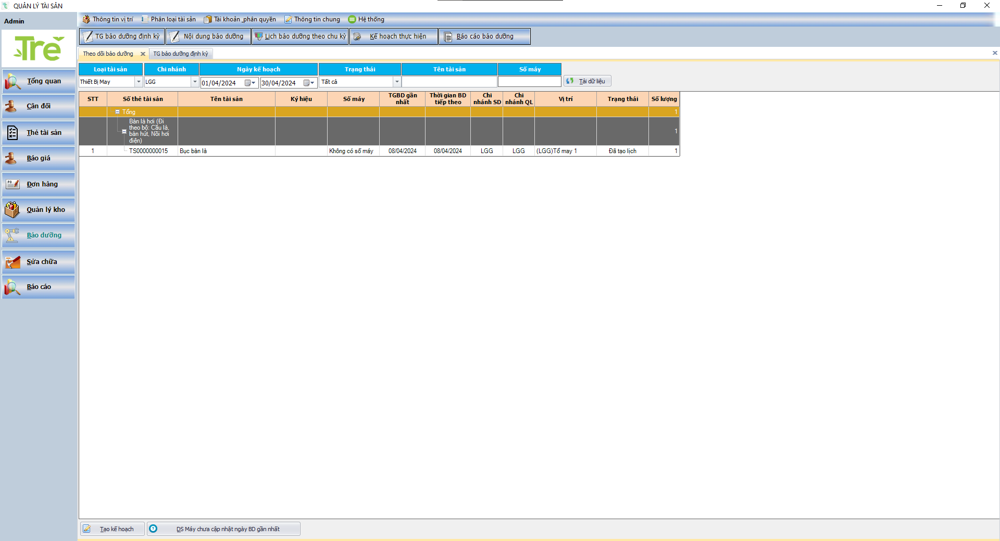 QUẢN LÝ TÀI SẢN
Admin
Thông tin vị trí
Phân loại tài sản
Tài khoản _phân quyền
Thông tin chung
Hệ thống
Trẻ
TG bảo dưỡng định kỳ
Nội dung bảo dưỡng
Lịch bảo dưỡng theo chu kỳ
Kế hoạch thực hiện
Báo cáo bảo dưỡng
Theo dõi bảo dưỡng
TG bảo dưỡng định kỳ
Tổng quan
Cân đối
Thẻ tài sản
Báo giá
Đơn hàng
Quản lý kho
Bảo dưỡng
Sửa chữa
Báo cáo
Loại tài sản
Chi nhánh
Ngày kế hoạch
Trạng thái
Tên tài sản
Số máy
Thiết Bị May
LGG
01/04/2024
30/04/2024
Tất cả
Tải dữ liệu
STT
Số thẻ tài sản
Tên tài sản
Ký hiệu
Số máy
TGBD gần
nhất
Thời gian BD
tiếp theo
Chi
nhánh SD
Chi
nhánh QL
Vị trí
Trạng thái
Số lượng
Tổng
1
Bàn là hơi (Đi
theo bộ: Cầu là,
bàn hút, Nồi hơi
điện)
1
1
TS0000000015
Bục bàn là
Không có số máy
08/04/2024
08/04/2024
LGG
LGG
(LGG)Tổ may 1
Đã tạo lịch
1
Tạo kế hoạch
DS Máy chưa cập nhật ngày BD gần nhất